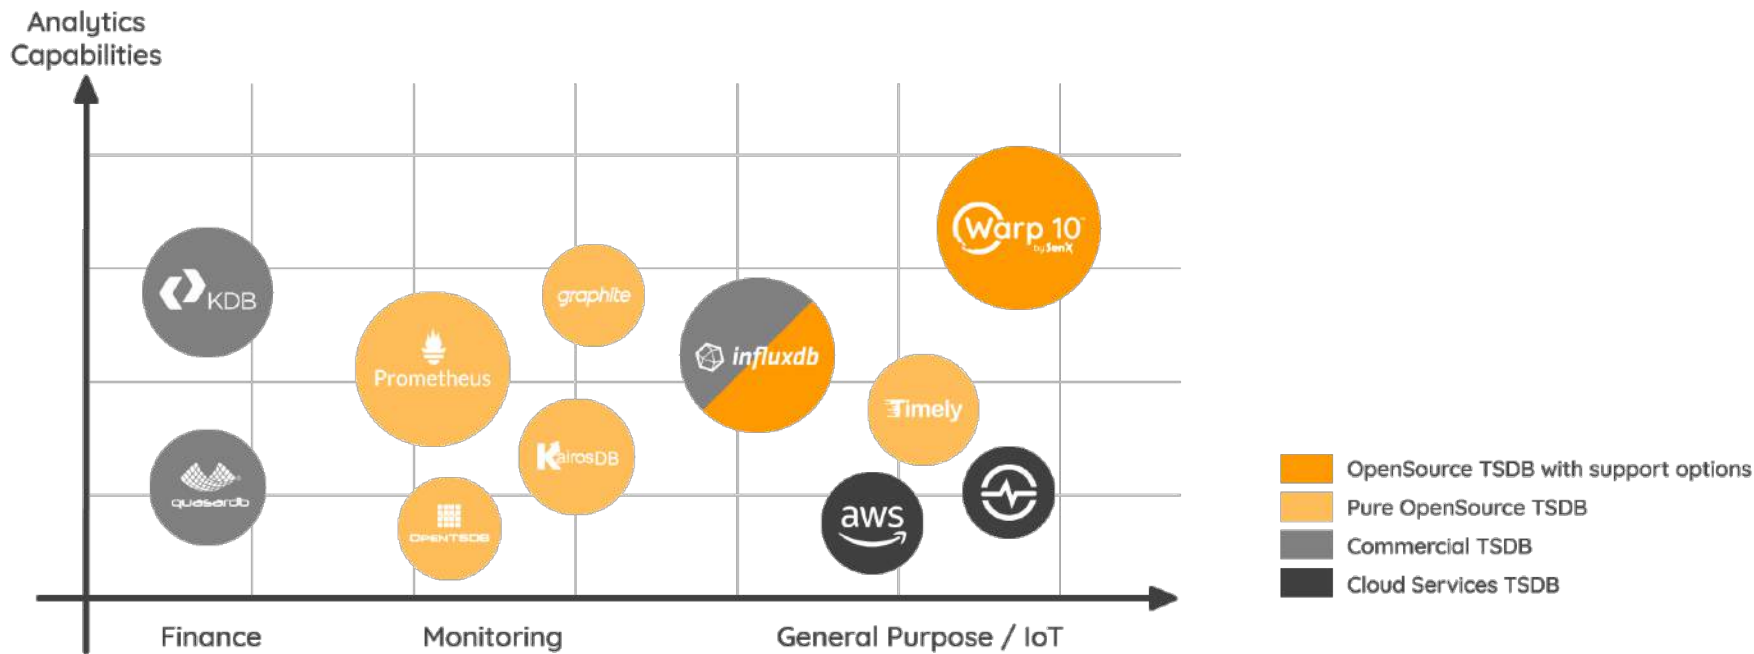 Analytics
Capabilities
Warp 10™
by SenX
KDB
graphite
influxdb
Prometheus
Timely
KairosDB
quasardb
OPENTSDB
aws
OpenSource TSDB with support options
Pure OpenSource TSDB
Commercial TSDB
Cloud Services TSDB
Finance
Monitoring
General Purpose / IoT